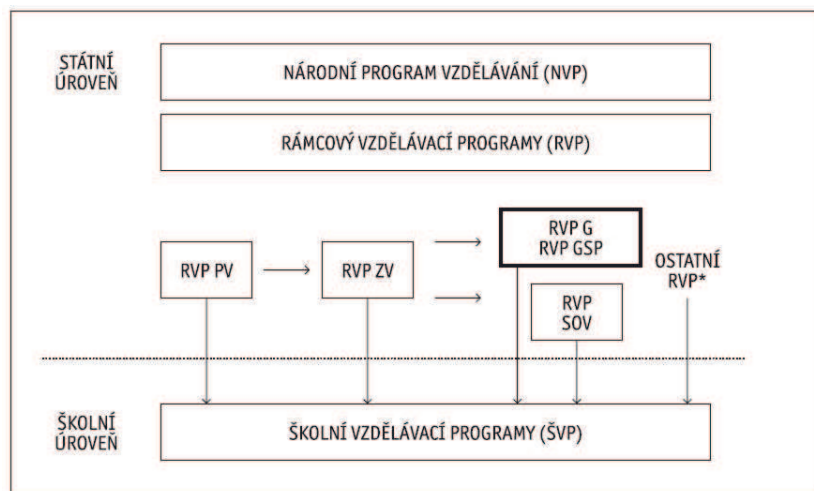 STÁTNÍ
ÚROVEŇ
NÁRODNÍ PROGRAM VZDĚLÁVÁNÍ (NVP)
RÁMCOVÝ VZDĚLÁVACÍ PROGRAMY (RVP)
RVP PV
RVP ZV
RVP G
RVP GSP
RVP
SOV
OSTATNÍ
RVP*
ŠKOLNÍ
ÚROVEŇ
ŠKOLNÍ VZDĚLÁVACÍ PROGRAMY (ŠVP)